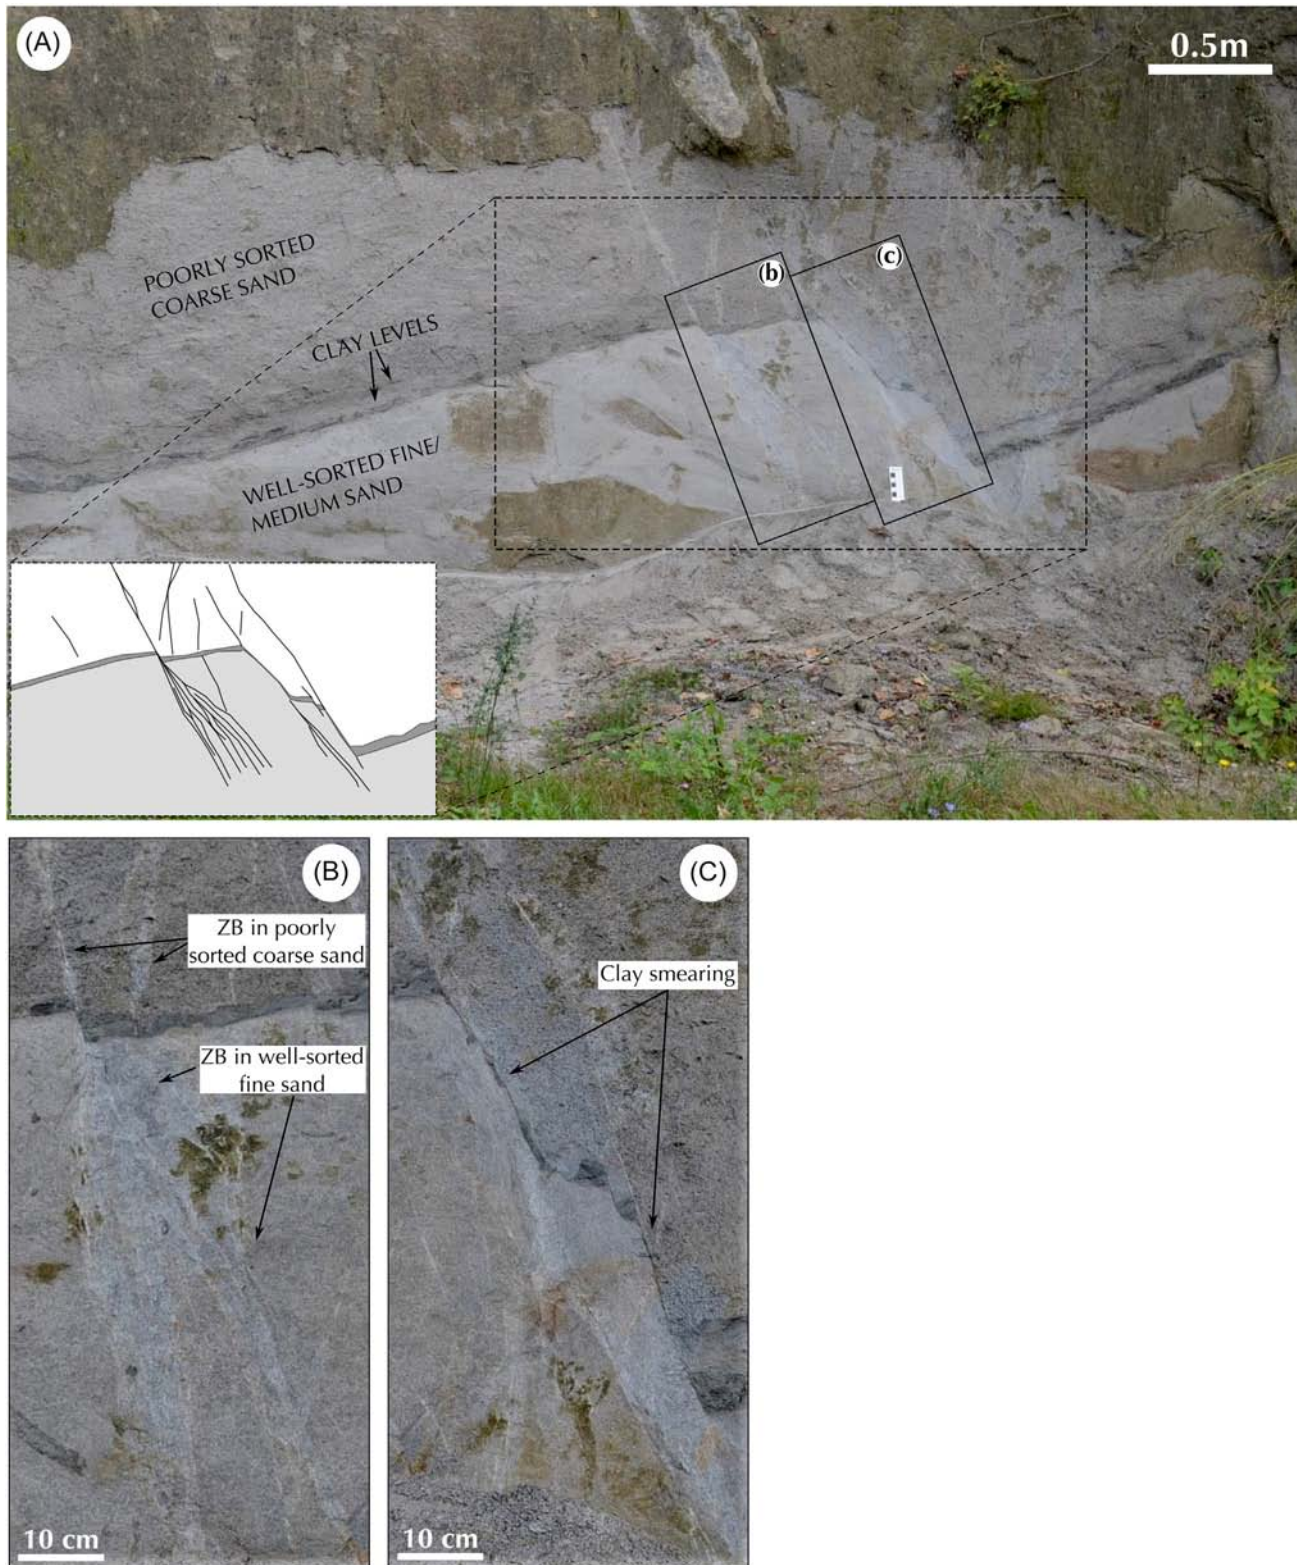 (A)
0.5m
POORLY SORTED
COARSE SAND
(b)
(c)
CLAY LEVELS
WELL-SORTED FINE/
MEDIUM SAND
(B)
ZB in poorly
sorted coarse sand
ZB in well-sorted
fine sand
10 cm
(C)
Clay smearing
10 cm